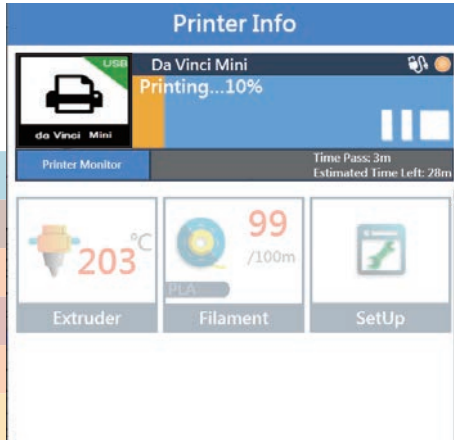 Printer Info
USB
Da Vinci Mini
Printing...10%
da Vinci Mini
Printer Monitor
Time Pass: 3m
Estimated Time Left: 28m
203°C
99
/100m
PLA
Extruder
Filament
SetUp